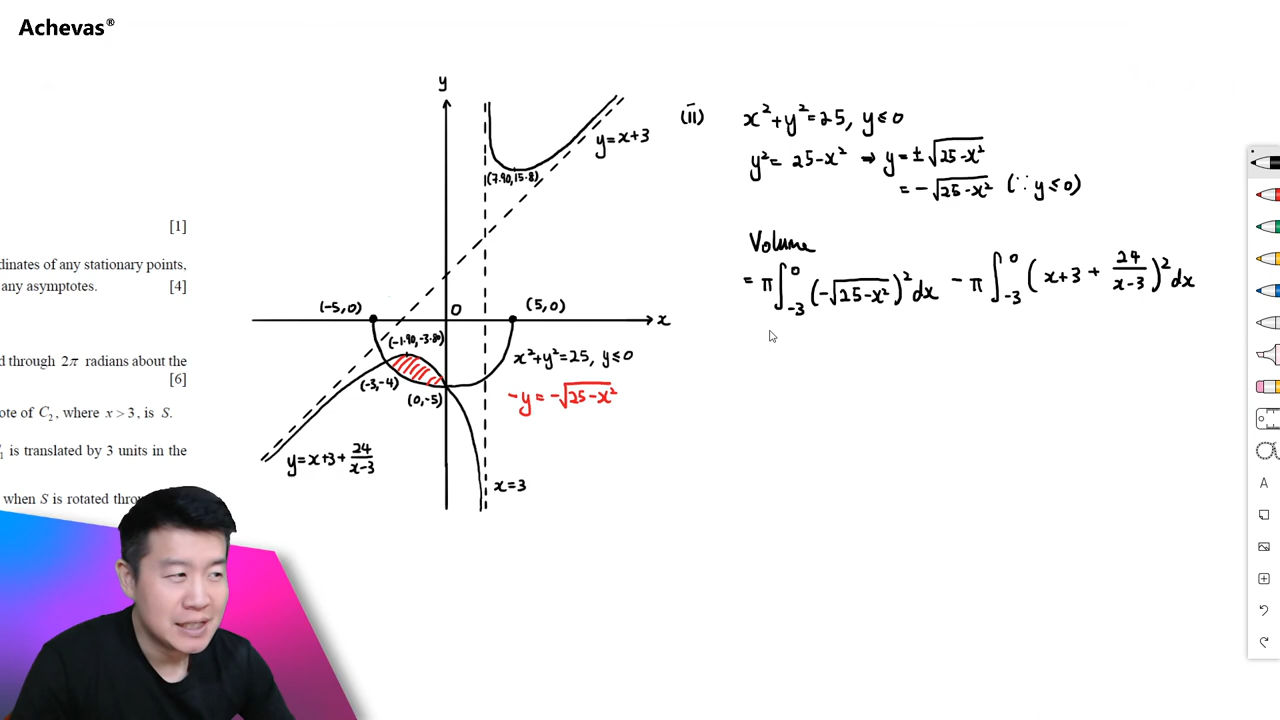 Achevas®
[1]
dinates of any stationary points,
any asymptotes. [4]
d through 2π radians about the
[6]
ote of C₂, where x > 3, is S.
₁ is translated by 3 units in the
when S is rotated throu
y
y=x+3
(7.90,15.8)
(-5,0)
0
(5,0)
x
(-1.90,-3.80)
x²+y²=25, y≤0
(-3,-4)
(0,-5)
-y=-√(25-x²)
y=x+3+24/(x-3)
x=3
(ii) x²+y²=25, y≤0
y²= 25-x² → y=±√(25-x²)
= -√(25-x²) (∵ y≤0)
Volume
= π∫₋₃⁰ (-√(25-x²))² dx - π∫₋₃⁰ (x+3+24/(x-3))² dx
A